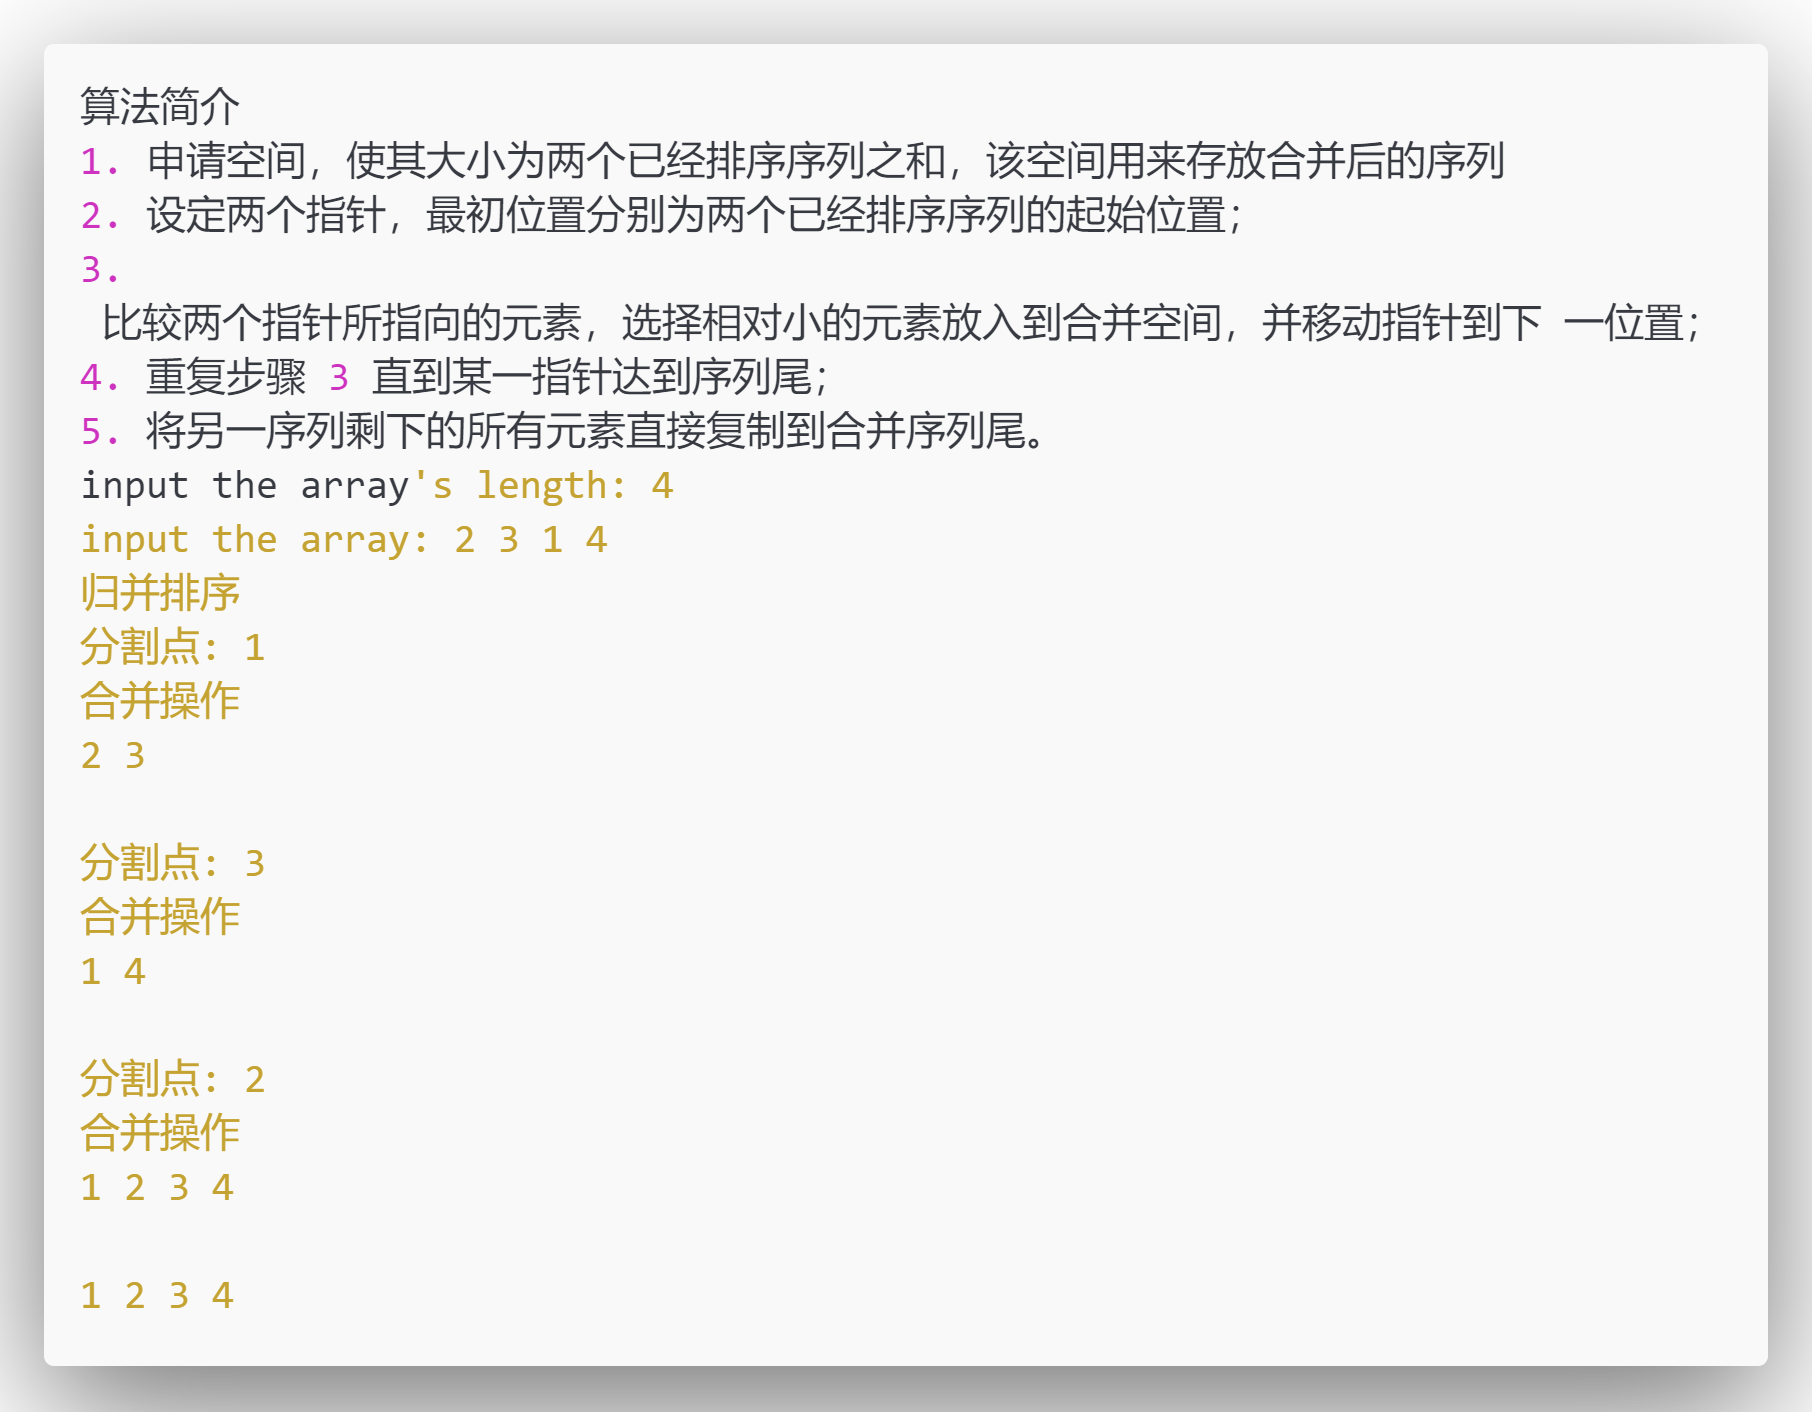 算法简介
1. 申请空间，使其大小为两个已经排序序列之和，该空间用来存放合并后的序列
2. 设定两个指针，最初位置分别为两个已经排序序列的起始位置；
3.
比较两个指针所指向的元素，选择相对小的元素放入到合并空间，并移动指针到下 一位置；
4. 重复步骤 3 直到某一指针达到序列尾；
5. 将另一序列剩下的所有元素直接复制到合并序列尾。
input the array's length: 4
input the array: 2 3 1 4
归并排序
分割点: 1
合并操作
2 3
分割点: 3
合并操作
1 4
分割点: 2
合并操作
1 2 3 4
1 2 3 4